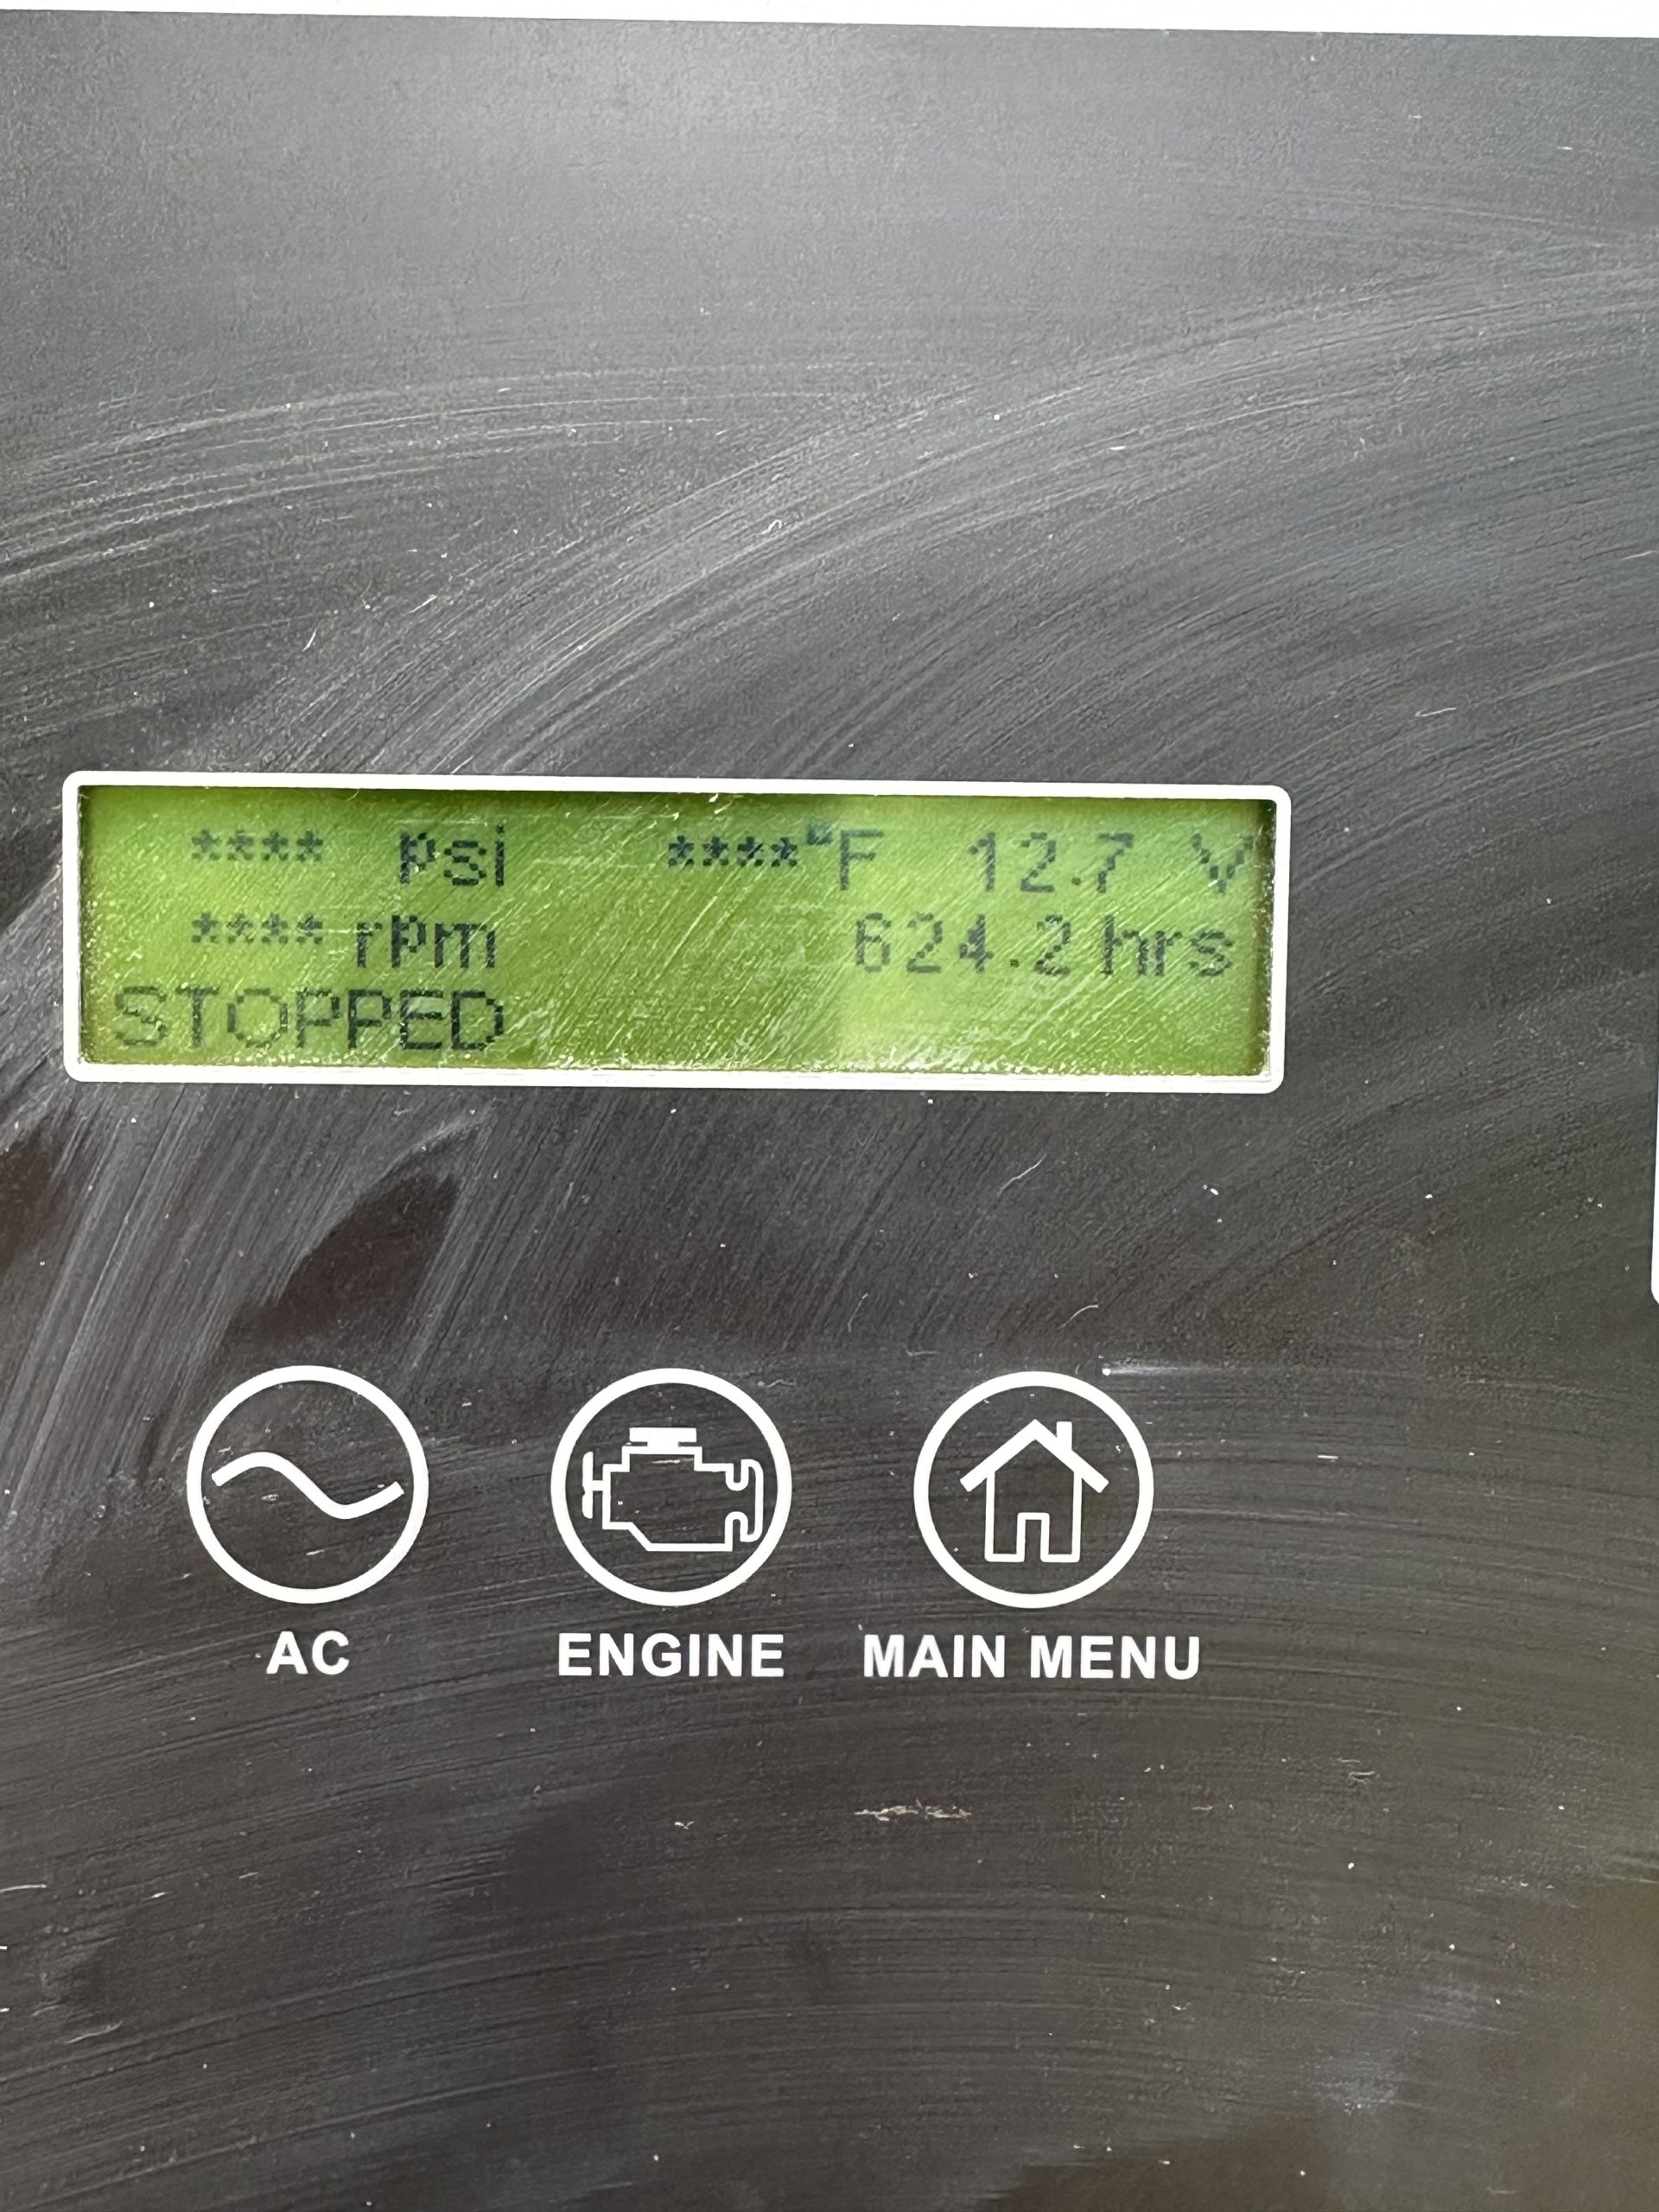 **** psi ****°F 12.7 V
**** rpm 624.2 hrs
STOPPED
AC ENGINE MAIN MENU